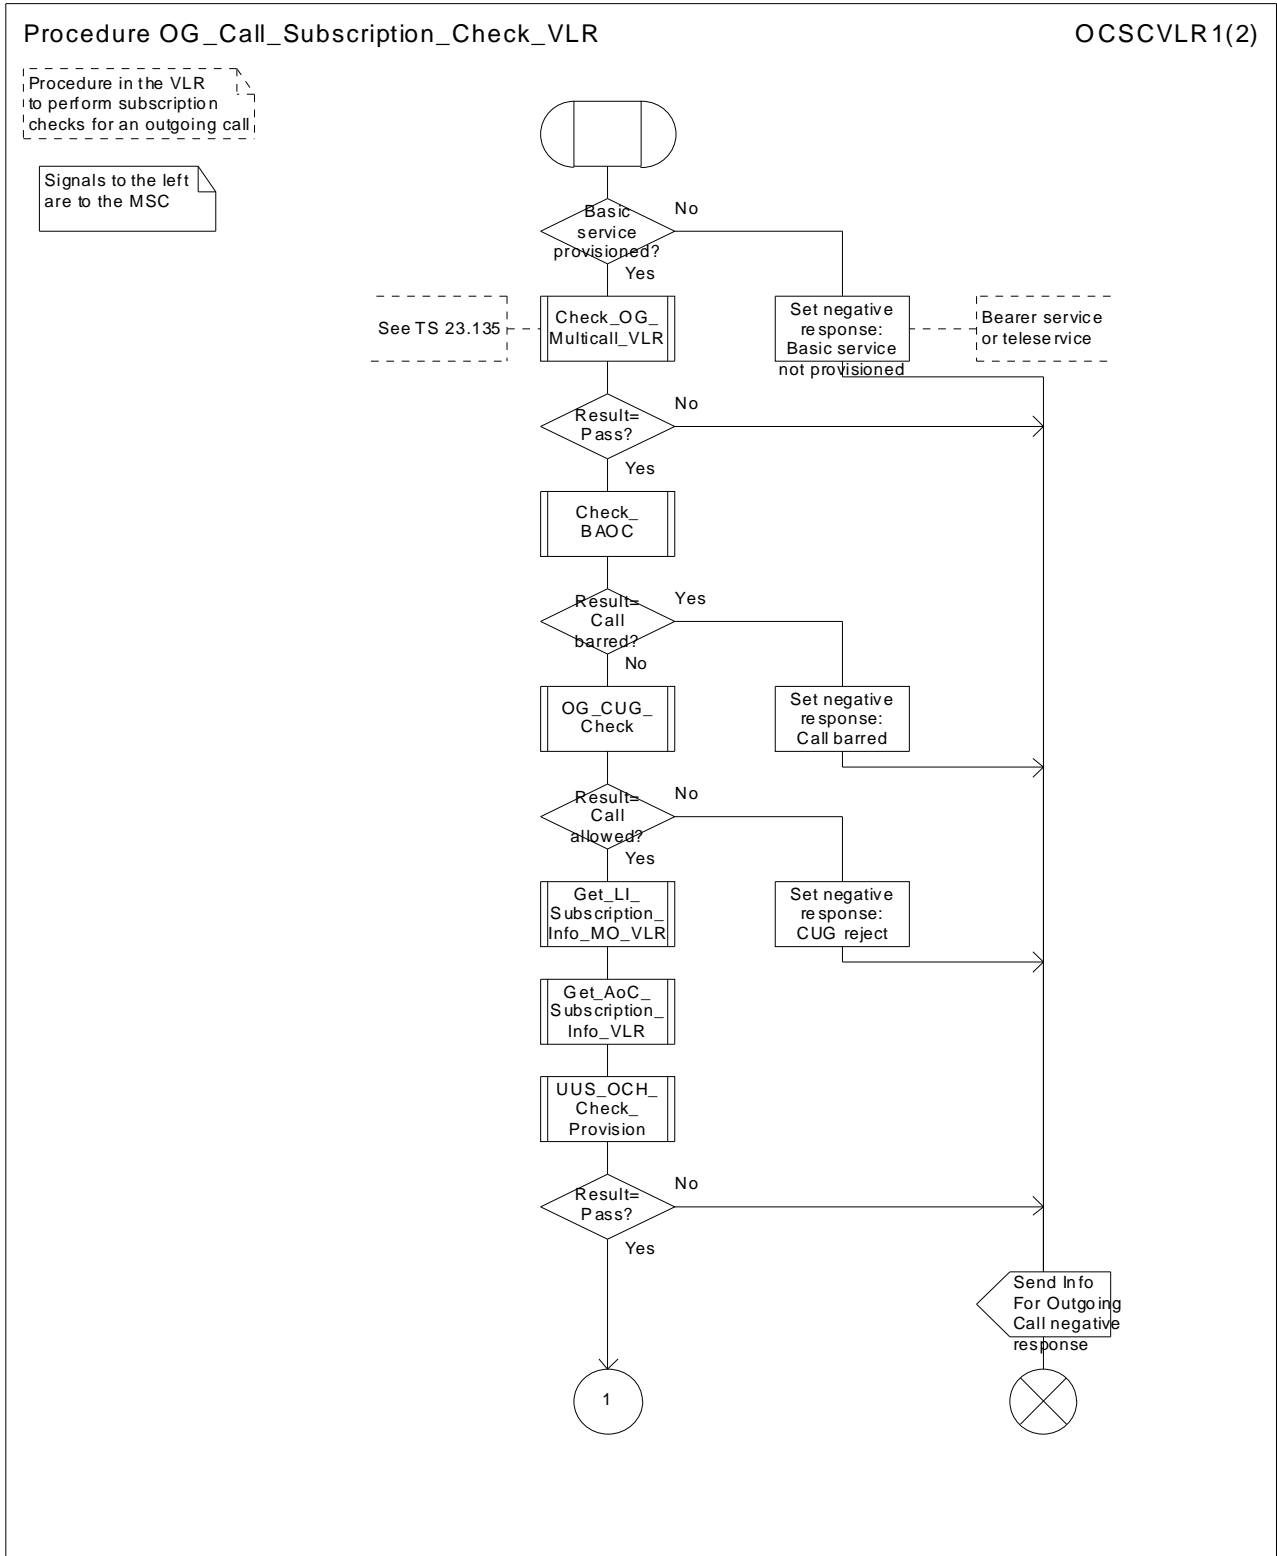 Procedure OG_Call_Subscription_Check_VLR
OCSCVLR1(2)
Procedure in the VLR
to perform subscription
checks for an outgoing call
Signals to the left
are to the MSC
Basic
service
provisioned?
No
Yes
See TS 23.135
Check_OG_
Multicall_VLR
Set negative
response:
Basic service
not provisioned
Bearer service
or teleservice
Result=
Pass?
No
Yes
Check_
BAOC
Result=
Call
barred?
Yes
No
OG_CUG_
Check
Set negative
response:
Call barred
Result=
Call
allowed?
No
Yes
Get_LI_
Subscription_
Info_MO_VLR
Set negative
response:
CUG reject
Get_AoC_
Subscription_
Info_VLR
UUS_OCH_
Check_
Provision
Result=
Pass?
No
Yes
Send Info
For Outgoing
Call negative
response
1